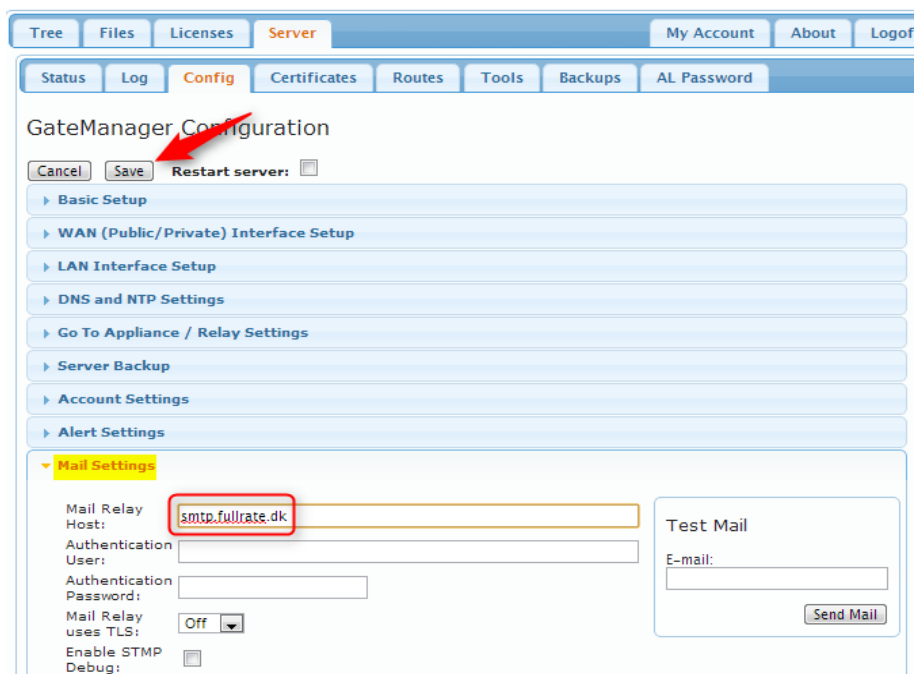 Tree Files Licenses Server My Account About Logof
Status Log Config Certificates Routes Tools Backups AL Password
GateManager Configuration
Cancel Save Restart server:
Basic Setup
WAN (Public/Private) Interface Setup
LAN Interface Setup
DNS and NTP Settings
Go To Appliance / Relay Settings
Server Backup
Account Settings
Alert Settings
Mail Settings
Mail Relay
Host:
smtp.fullrate.dk
Authentication
User:
Authentication
Password:
Mail Relay
uses TLS:
Off
Enable STMP
Debug:
Test Mail
E-mail:
Send Mail